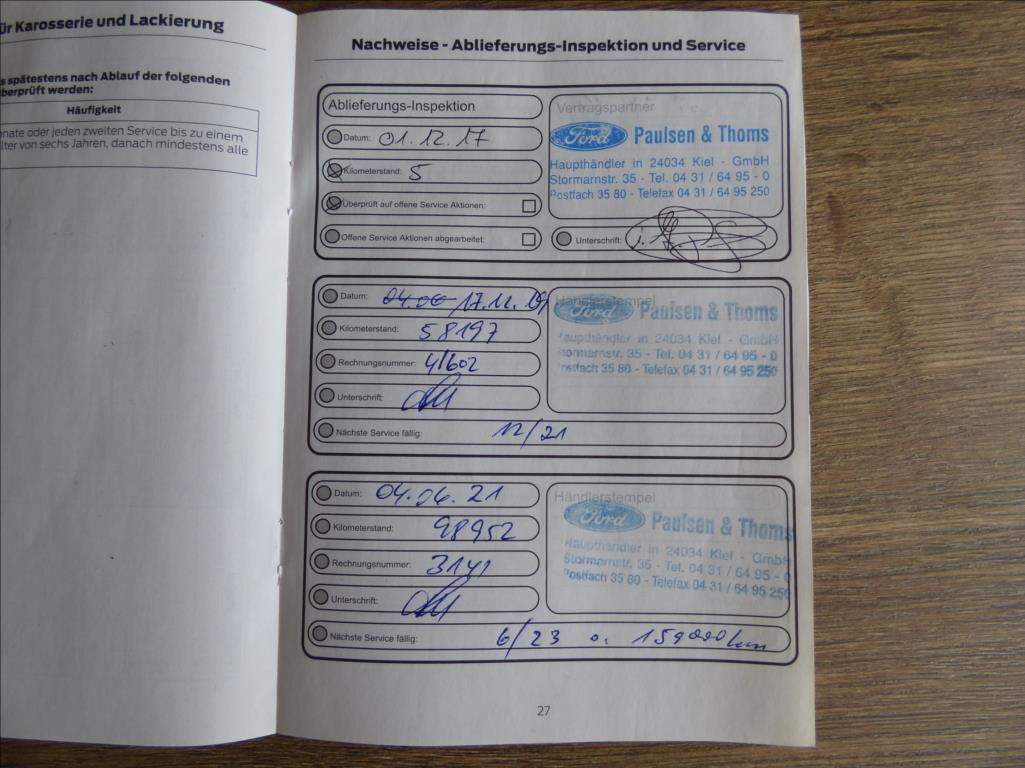 ür Karosserie und Lackierung
s spätestens nach Ablauf der folgenden
berprüft werden:
Häufigkeit
onate oder jeden zweiten Service bis zu einem
lter von sechs Jahren, danach mindestens alle
Nachweise - Ablieferungs-Inspektion und Service
Ablieferungs-Inspektion
Datum: 01.12.17
Kilometerstand: 5
Überprüft auf offene Service Aktionen:
Offene Service Aktionen abgearbeitet:
Vertragspartner
Ford Paulsen & Thoms
Haupthändler in 24034 Kiel - GmbH
Stormarnstr. 35 - Tel. 04 31 / 64 95 - 0
Postfach 35 80 - Telefax 04 31 / 64 95 250
Unterschrift:
Datum: 04.06 17.12.19
Kilometerstand: 58197
Rechnungsnummer: 41602
Unterschrift:
Nächste Service fällig: 12/21
Händlerstempel
Ford Paulsen & Thoms
Haupthändler in 24034 Kiel - GmbH
Stormarnstr. 35 - Tel. 04 31 / 64 95 - 0
Postfach 35 80 - Telefax 04 31 / 64 95 250
Datum: 04.06.21
Kilometerstand: 98952
Rechnungsnummer: 3141
Unterschrift:
Nächste Service fällig: 6/23 o. 159000km
Händlerstempel
Ford Paulsen & Thoms
Haupthändler in 24034 Kiel - GmbH
Stormarnstr. 35 - Tel. 04 31 / 64 95 - 0
Postfach 35 80 - Telefax 04 31 / 64 95 250
27